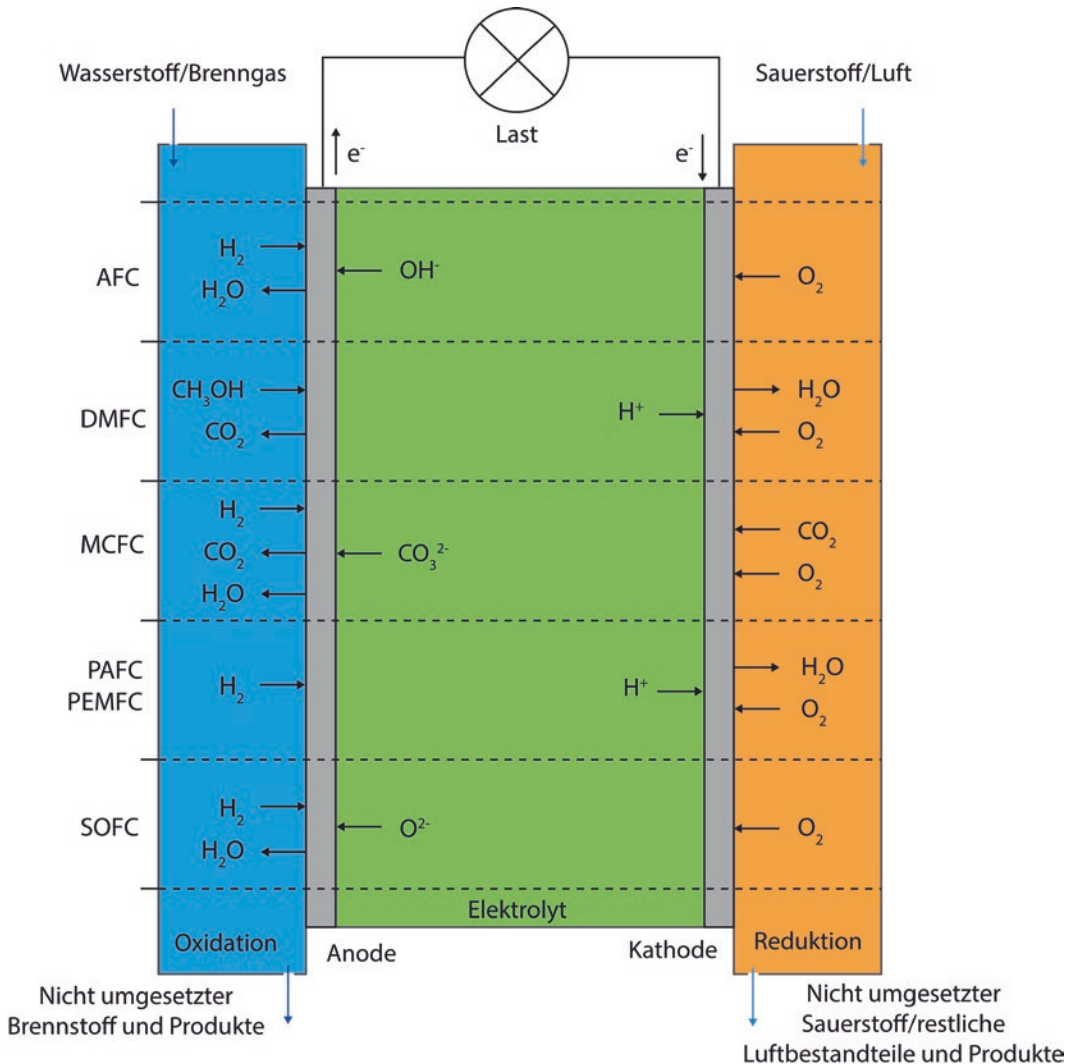 Wasserstoff/Brenngas
Sauerstoff/Luft
Last
e⁻
e⁻
AFC
H₂
H₂O
OH⁻
O₂
DMFC
CH₃OH
CO₂
H⁺
H₂O
O₂
MCFC
H₂
CO₂
H₂O
CO₃²⁻
CO₂
O₂
PAFC
PEMFC
H₂
H⁺
H₂O
O₂
SOFC
H₂
H₂O
O²⁻
O₂
Elektrolyt
Oxidation
Anode
Kathode
Reduktion
Nicht umgesetzter
Brennstoff und Produkte
Nicht umgesetzter
Sauerstoff/restliche
Luftbestandteile und Produkte